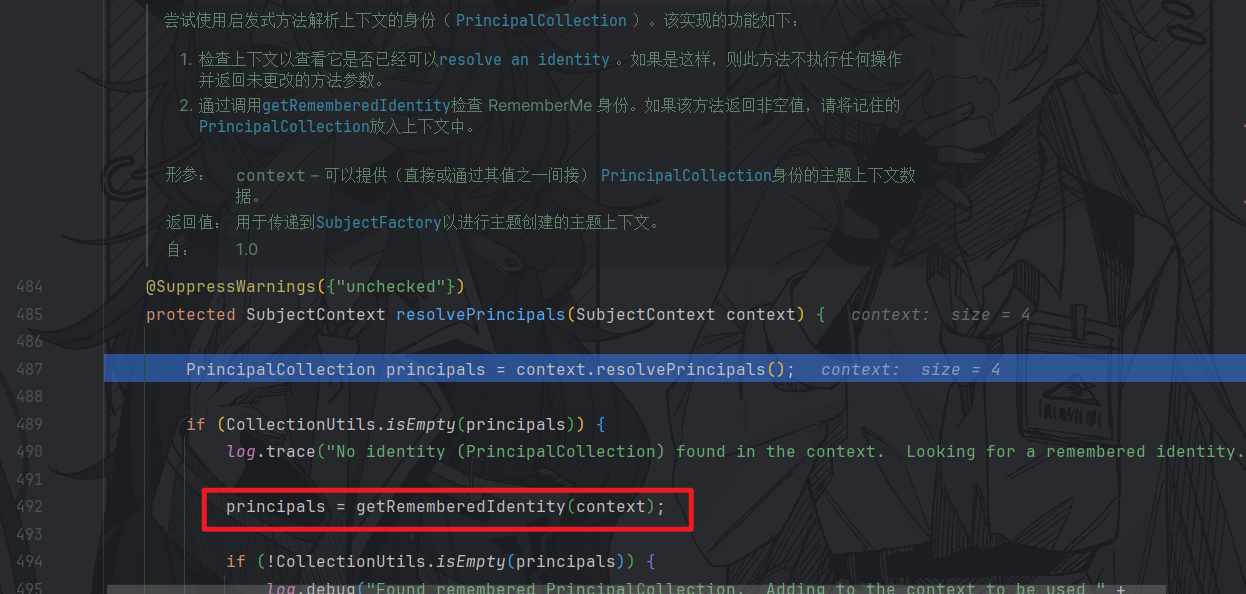 尝试使用启发式方法解析上下文的身份（ PrincipalCollection ）。该实现的功能如下：
1. 检查上下文以查看它是否已经可以resolve an identity 。如果是这样，则此方法不执行任何操作
并返回未更改的方法参数。
2. 通过调用getRememberedIdentity检查 RememberMe 身份。如果该方法返回非空值，请将记住的
PrincipalCollection放入上下文中。
形参： context – 可以提供（直接或通过其值之一间接） PrincipalCollection身份的主题上下文数
据。
返回值： 用于传递到SubjectFactory以进行主题创建的主题上下文。
自： 1.0
484 @SuppressWarnings({"unchecked"})
485 protected SubjectContext resolvePrincipals(SubjectContext context) { context: size = 4
486
487 PrincipalCollection principals = context.resolvePrincipals(); context: size = 4
488
489 if (CollectionUtils.isEmpty(principals)) {
490 log.trace("No identity (PrincipalCollection) found in the context. Looking for a remembered identity.
491
492 principals = getRememberedIdentity(context);
493
494 if (!CollectionUtils.isEmpty(principals)) {
495 log.debug("Found remembered PrincipalCollection. Adding to the context to be used " +